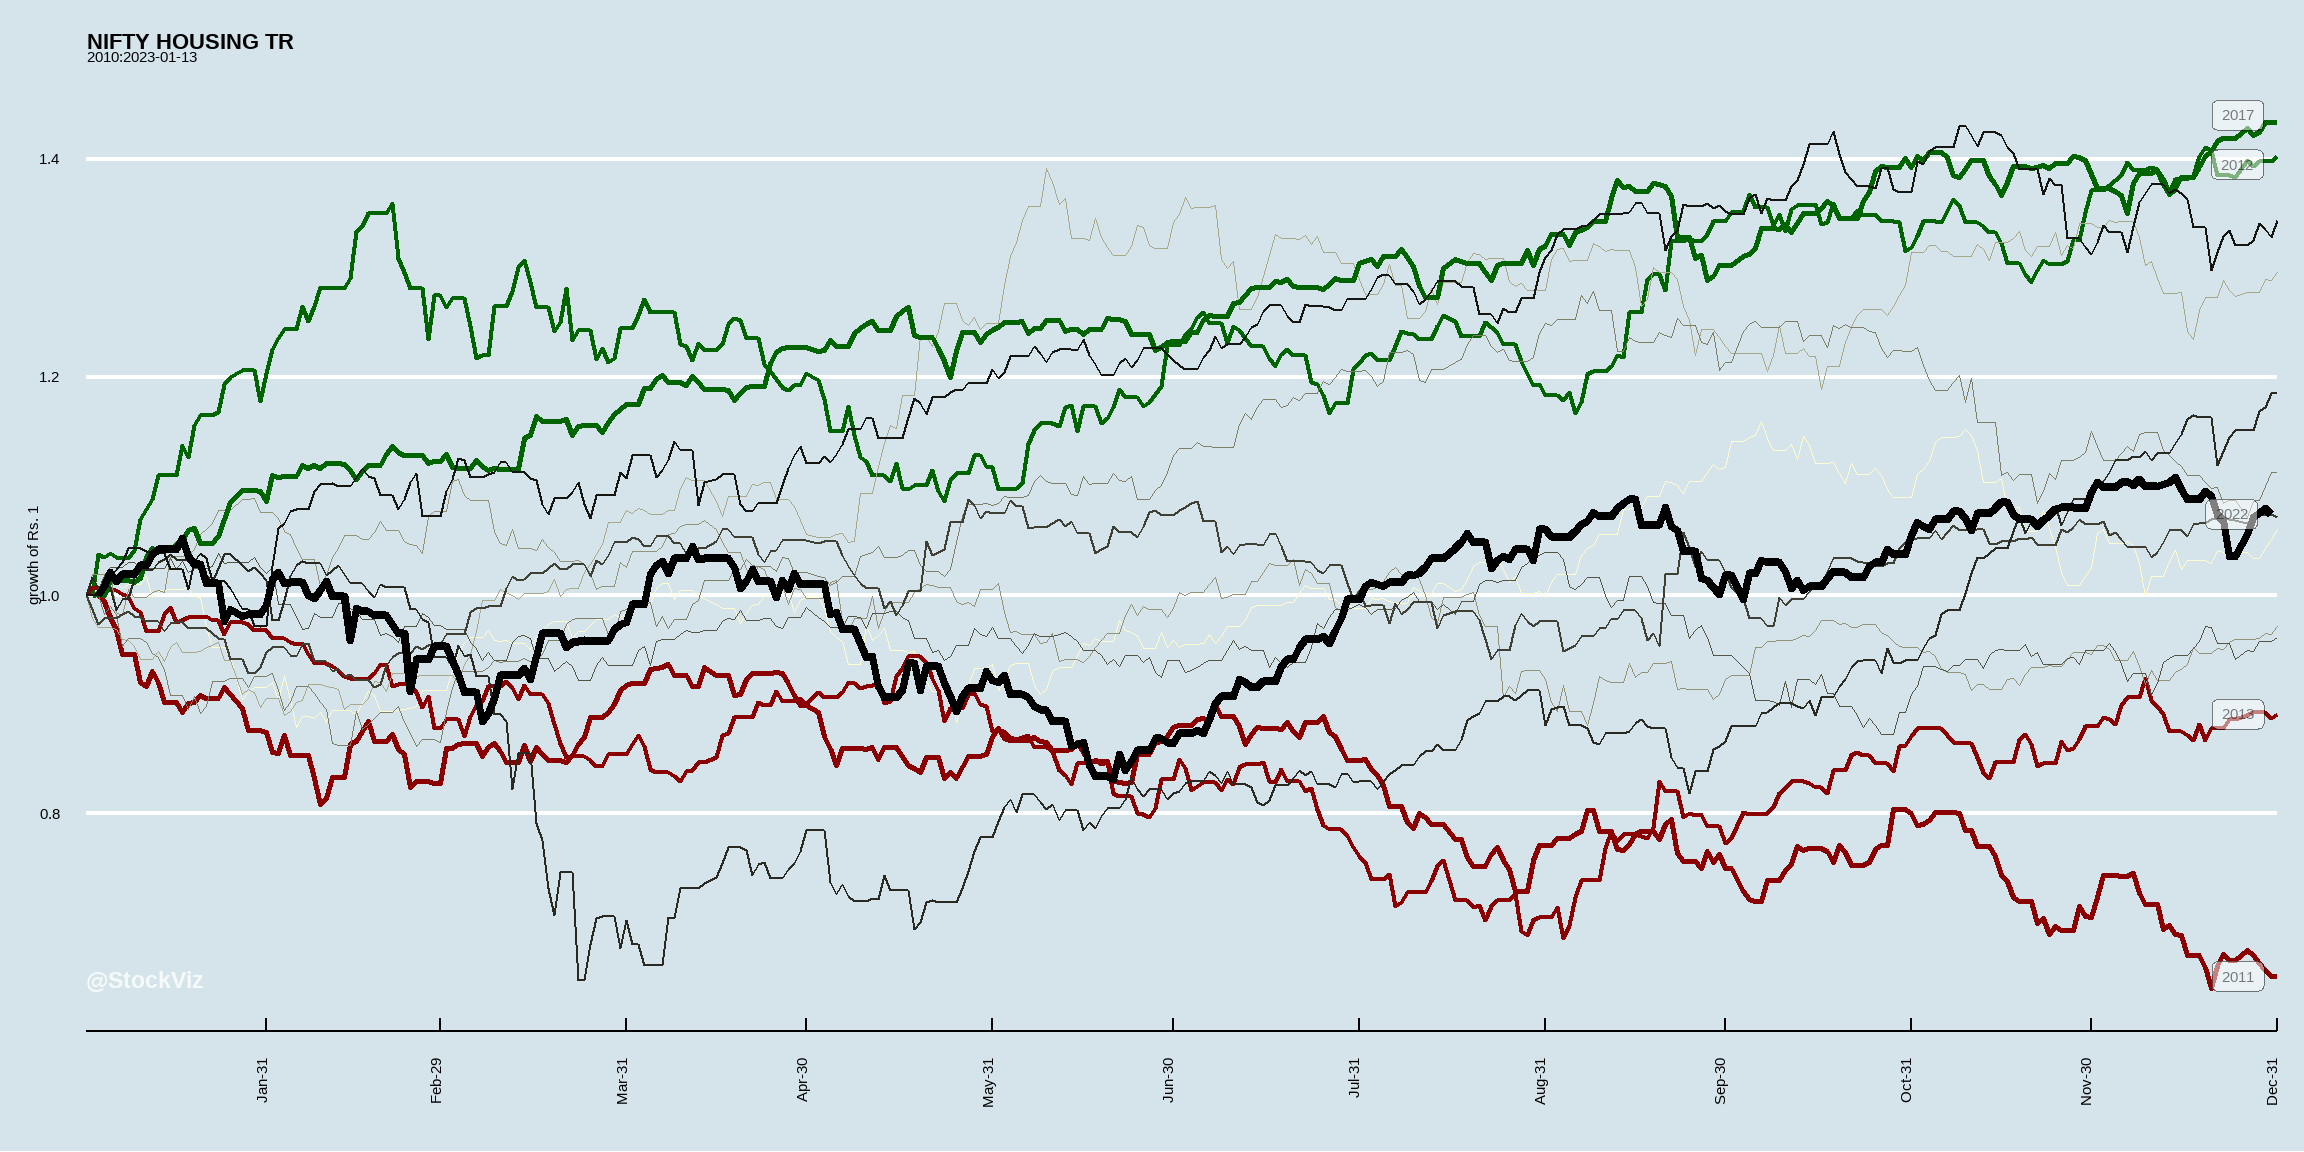 NIFTY HOUSING TR
2010:2023-01-13
growth of Rs. 1
1.4
1.2
1.0
0.8
2017
2012
2022
2013
2011
@StockViz
Jan-31
Feb-29
Mar-31
Apr-30
May-31
Jun-30
Jul-31
Aug-31
Sep-30
Oct-31
Nov-30
Dec-31